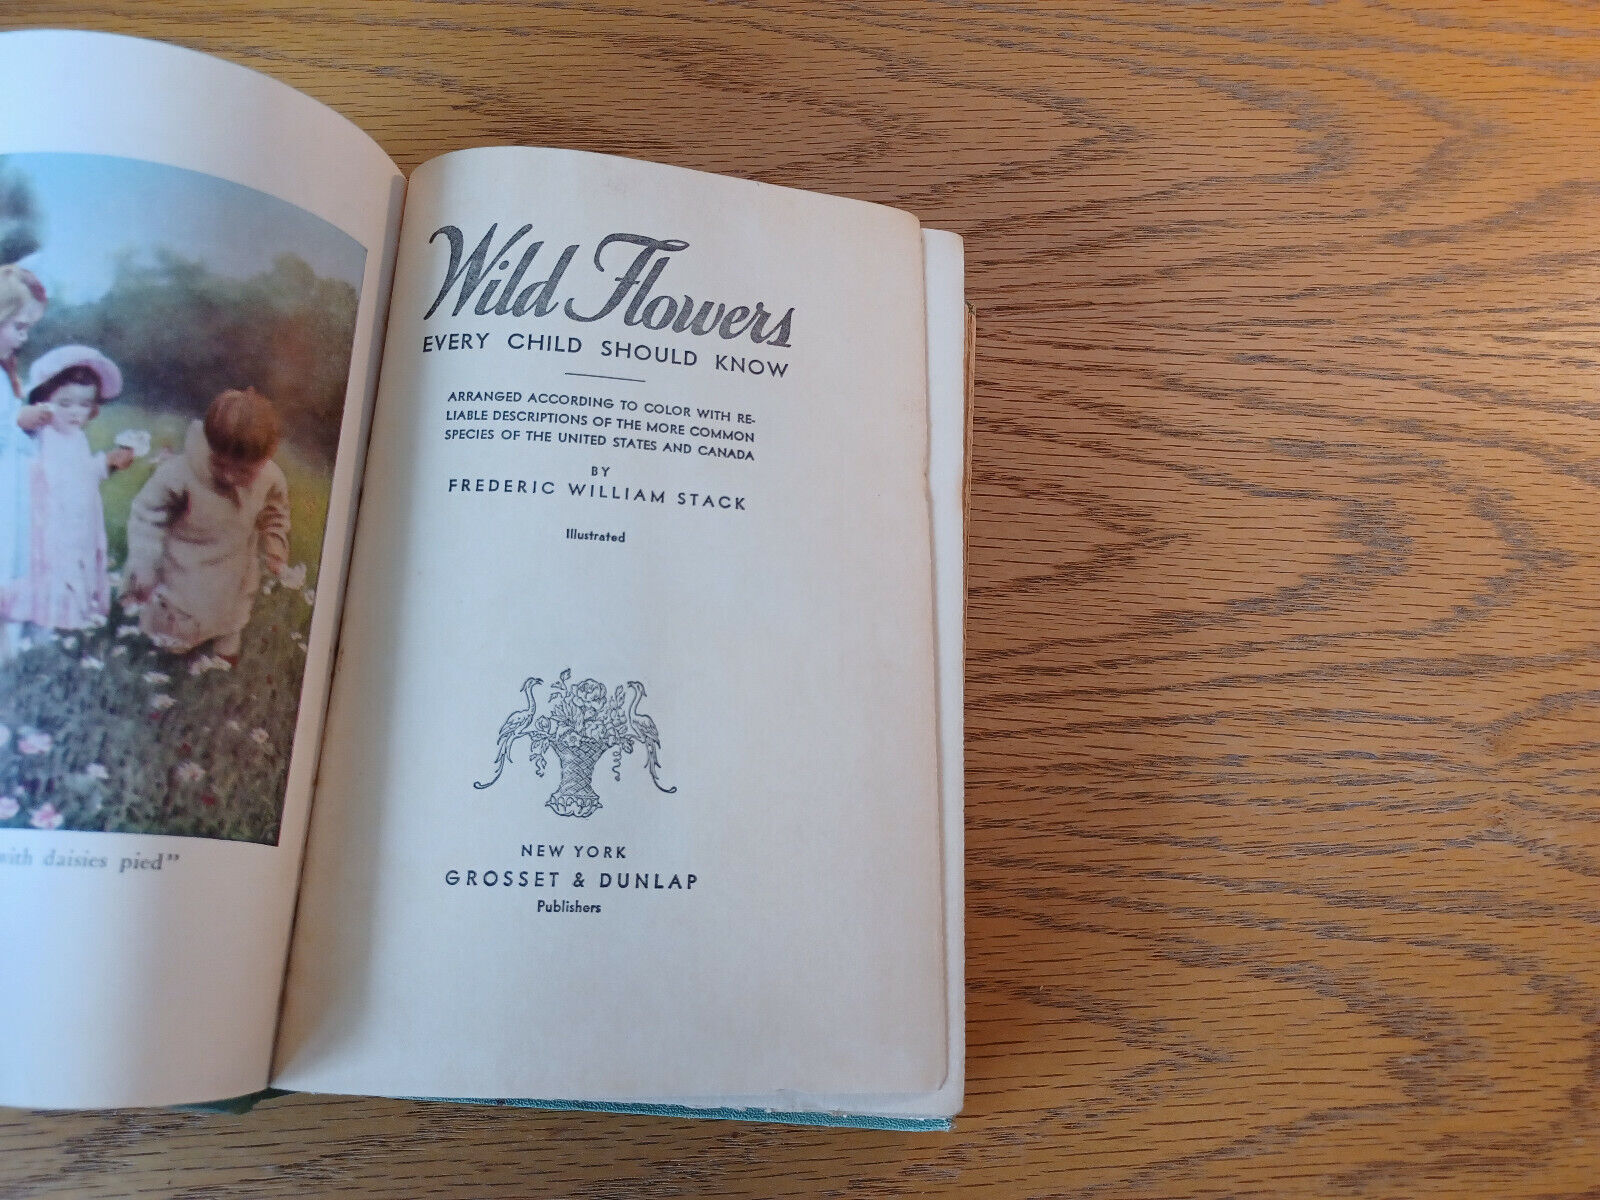 Wild Flowers
EVERY CHILD SHOULD KNOW
ARRANGED ACCORDING TO COLOR WITH RE-
LIABLE DESCRIPTIONS OF THE MORE COMMON
SPECIES OF THE UNITED STATES AND CANADA
BY
FREDERIC WILLIAM STACK
Illustrated
NEW YORK
GROSSET & DUNLAP
Publishers
with daisies pied"